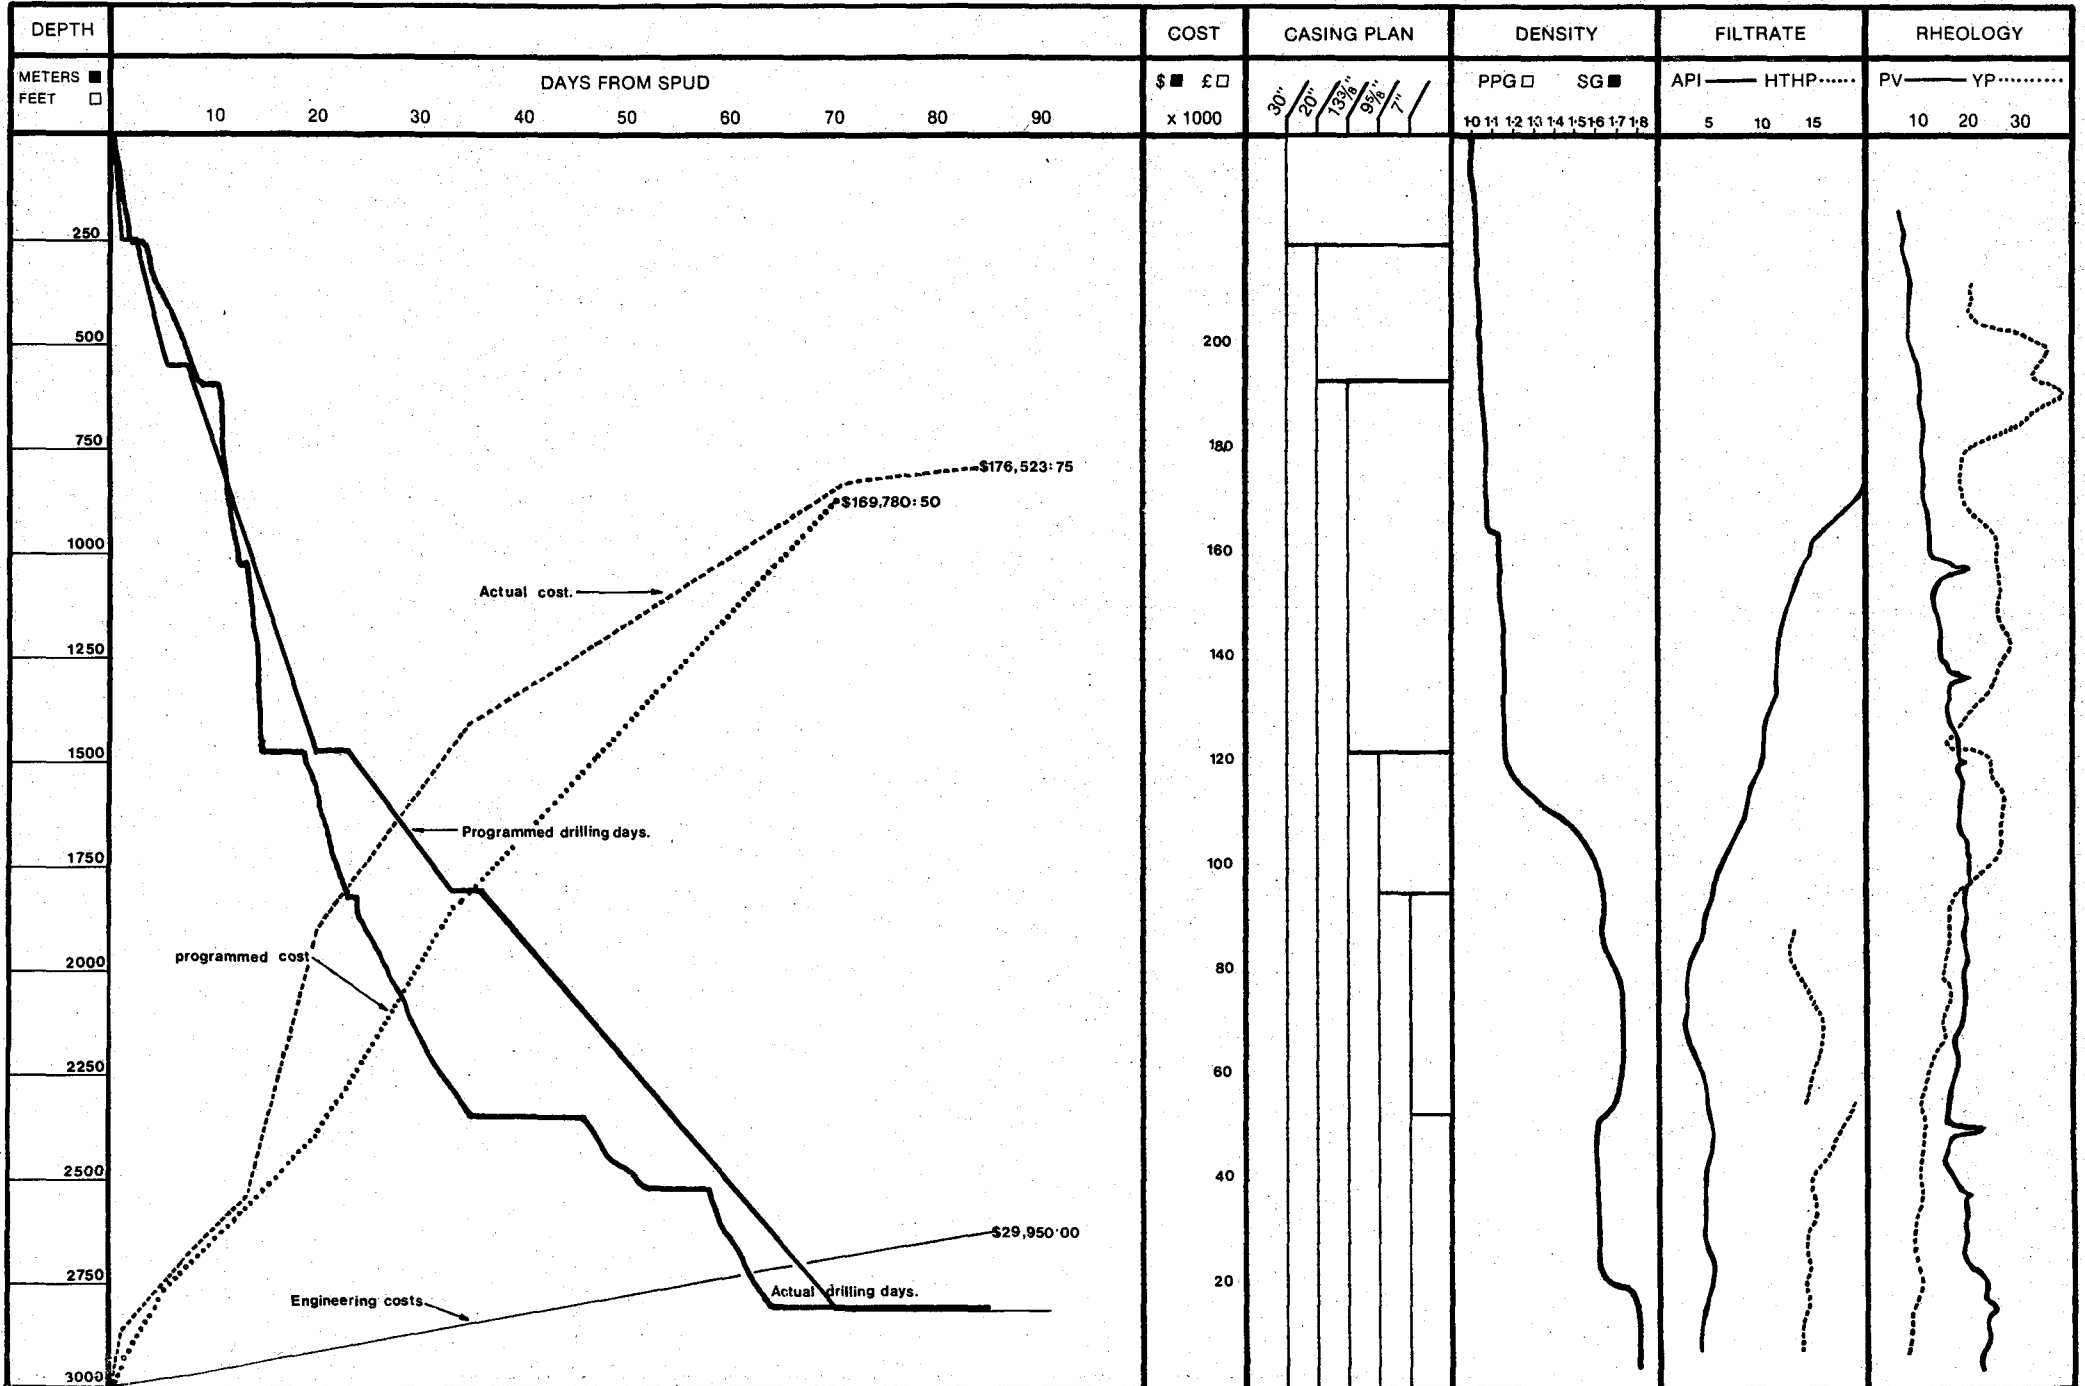 DEPTH COST CASING PLAN DENSITY FILTRATE RHEOLOGY
METERS ■ DAYS FROM SPUD $ ■ £ □ PPG □ SG ■ API HTHP PV YP
FEET □
10 20 30 40 50 60 70 80 90 x 1000 30" 20" 13 3/8" 9 5/8" 7" 1·0 1·1 1·2 1·3 1·4 1·5 1·6 1·7 1·8 5 10 15 10 20 30
250
500 200
750 180
$176,523:75
$169,780:50
1000 160
Actual cost.
1250 140
1500 120
Programmed drilling days.
1750 100
programmed cost
2000 80
2250 60
2500 40
$29,950·00
2750 20
Actual drilling days.
Engineering costs
3000